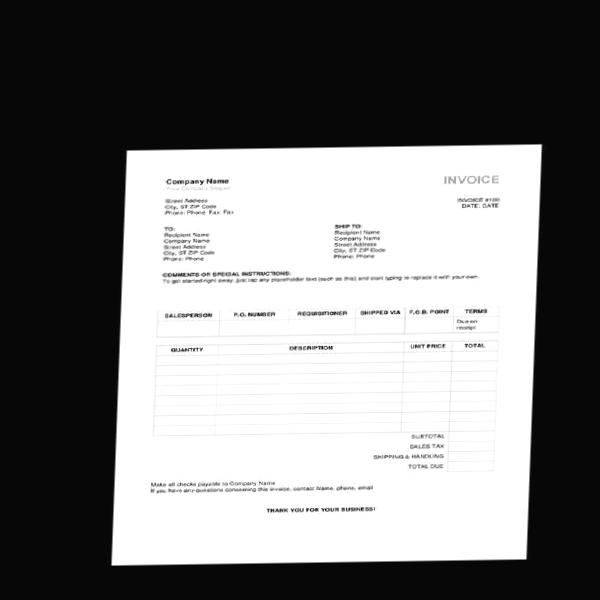 Company Name
INVOICE
Your Company Slogan
Street Address
City, ST ZIP Code
Phone: Phone Fax: Fax
INVOICE #100
DATE: DATE
TO:
Recipient Name
Company Name
Street Address
City, ST ZIP Code
Phone: Phone
SHIP TO:
Recipient Name
Company Name
Street Address
City, ST ZIP Code
Phone: Phone
COMMENTS OR SPECIAL INSTRUCTIONS:
To get started right away, just tap any placeholder text (such as this) and start typing to replace it with your own.
SALESPERSON P.O. NUMBER REQUISITIONER SHIPPED VIA F.O.B. POINT TERMS
Due on
receipt
QUANTITY DESCRIPTION UNIT PRICE TOTAL
SUBTOTAL
SALES TAX
SHIPPING & HANDLING
TOTAL DUE
Make all checks payable to Company Name
If you have any questions concerning this invoice, contact Name, phone, email
THANK YOU FOR YOUR BUSINESS!